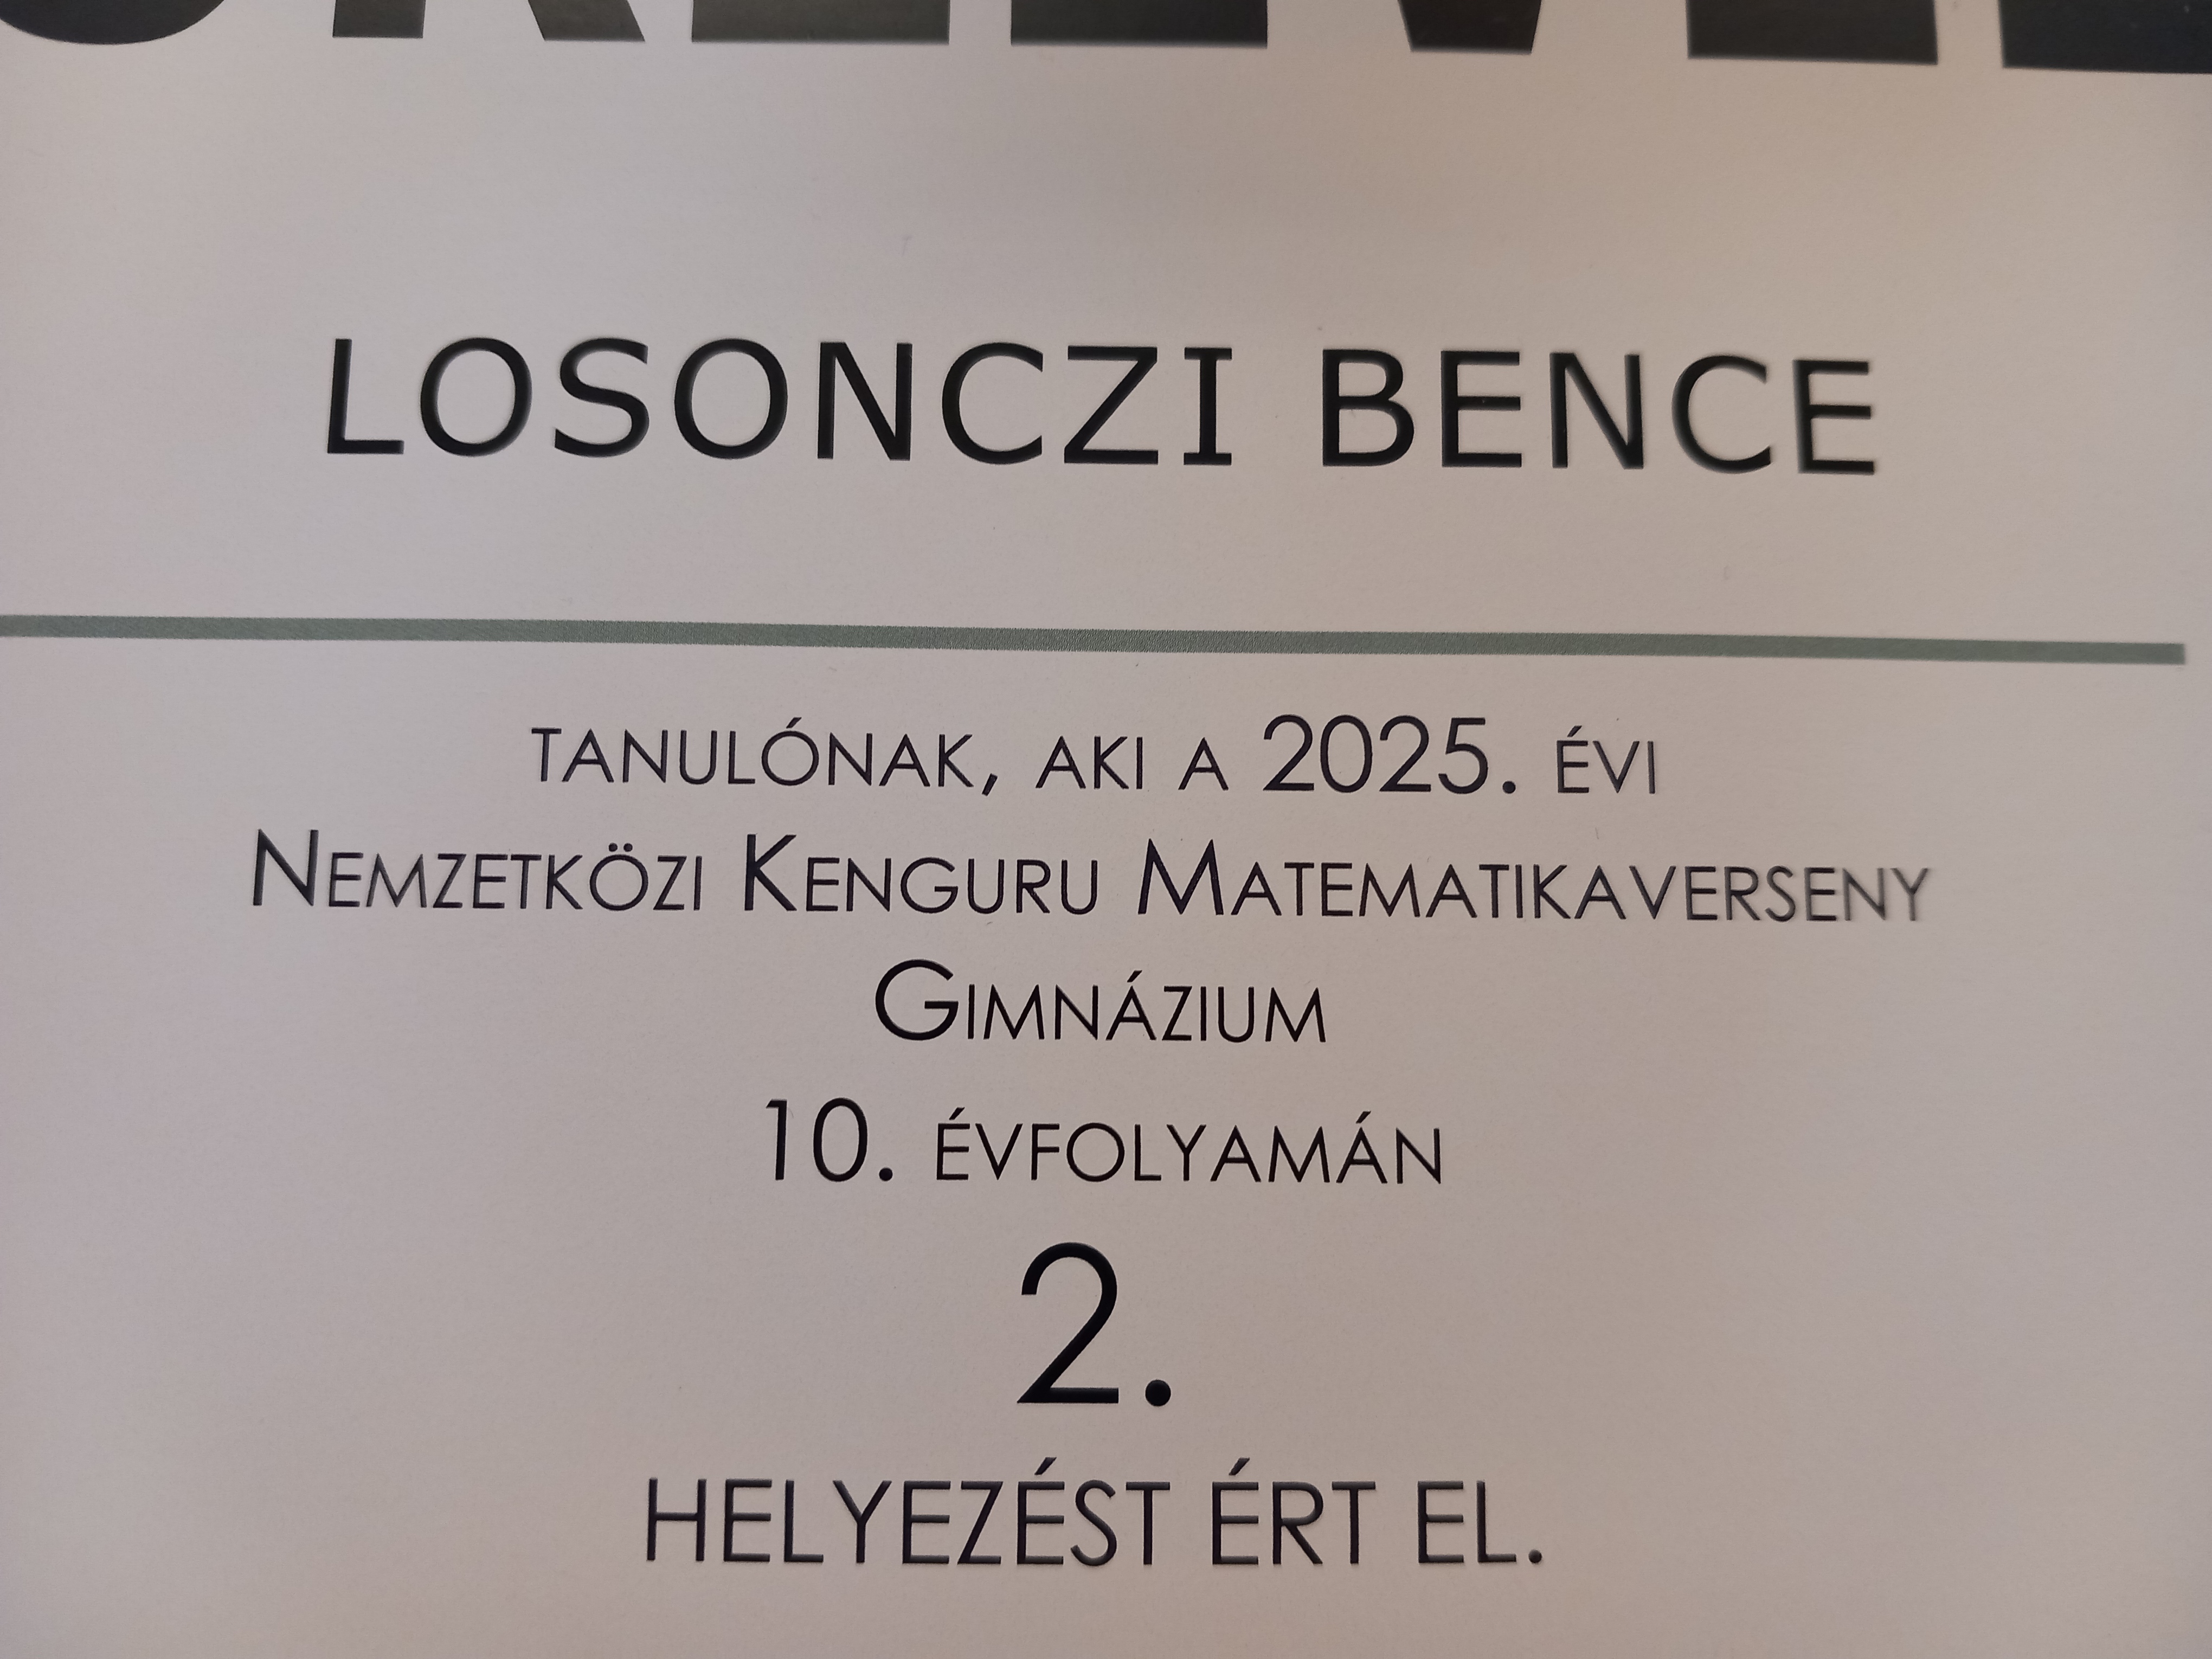 LOSONCZI BENCE
TANULÓNAK, AKI A 2025. ÉVI
NEMZETKÖZI KENGURU MATEMATIKAVERSENY
GIMNÁZIUM
10. ÉVFOLYAMÁN
2.
HELYEZÉST ÉRT EL.